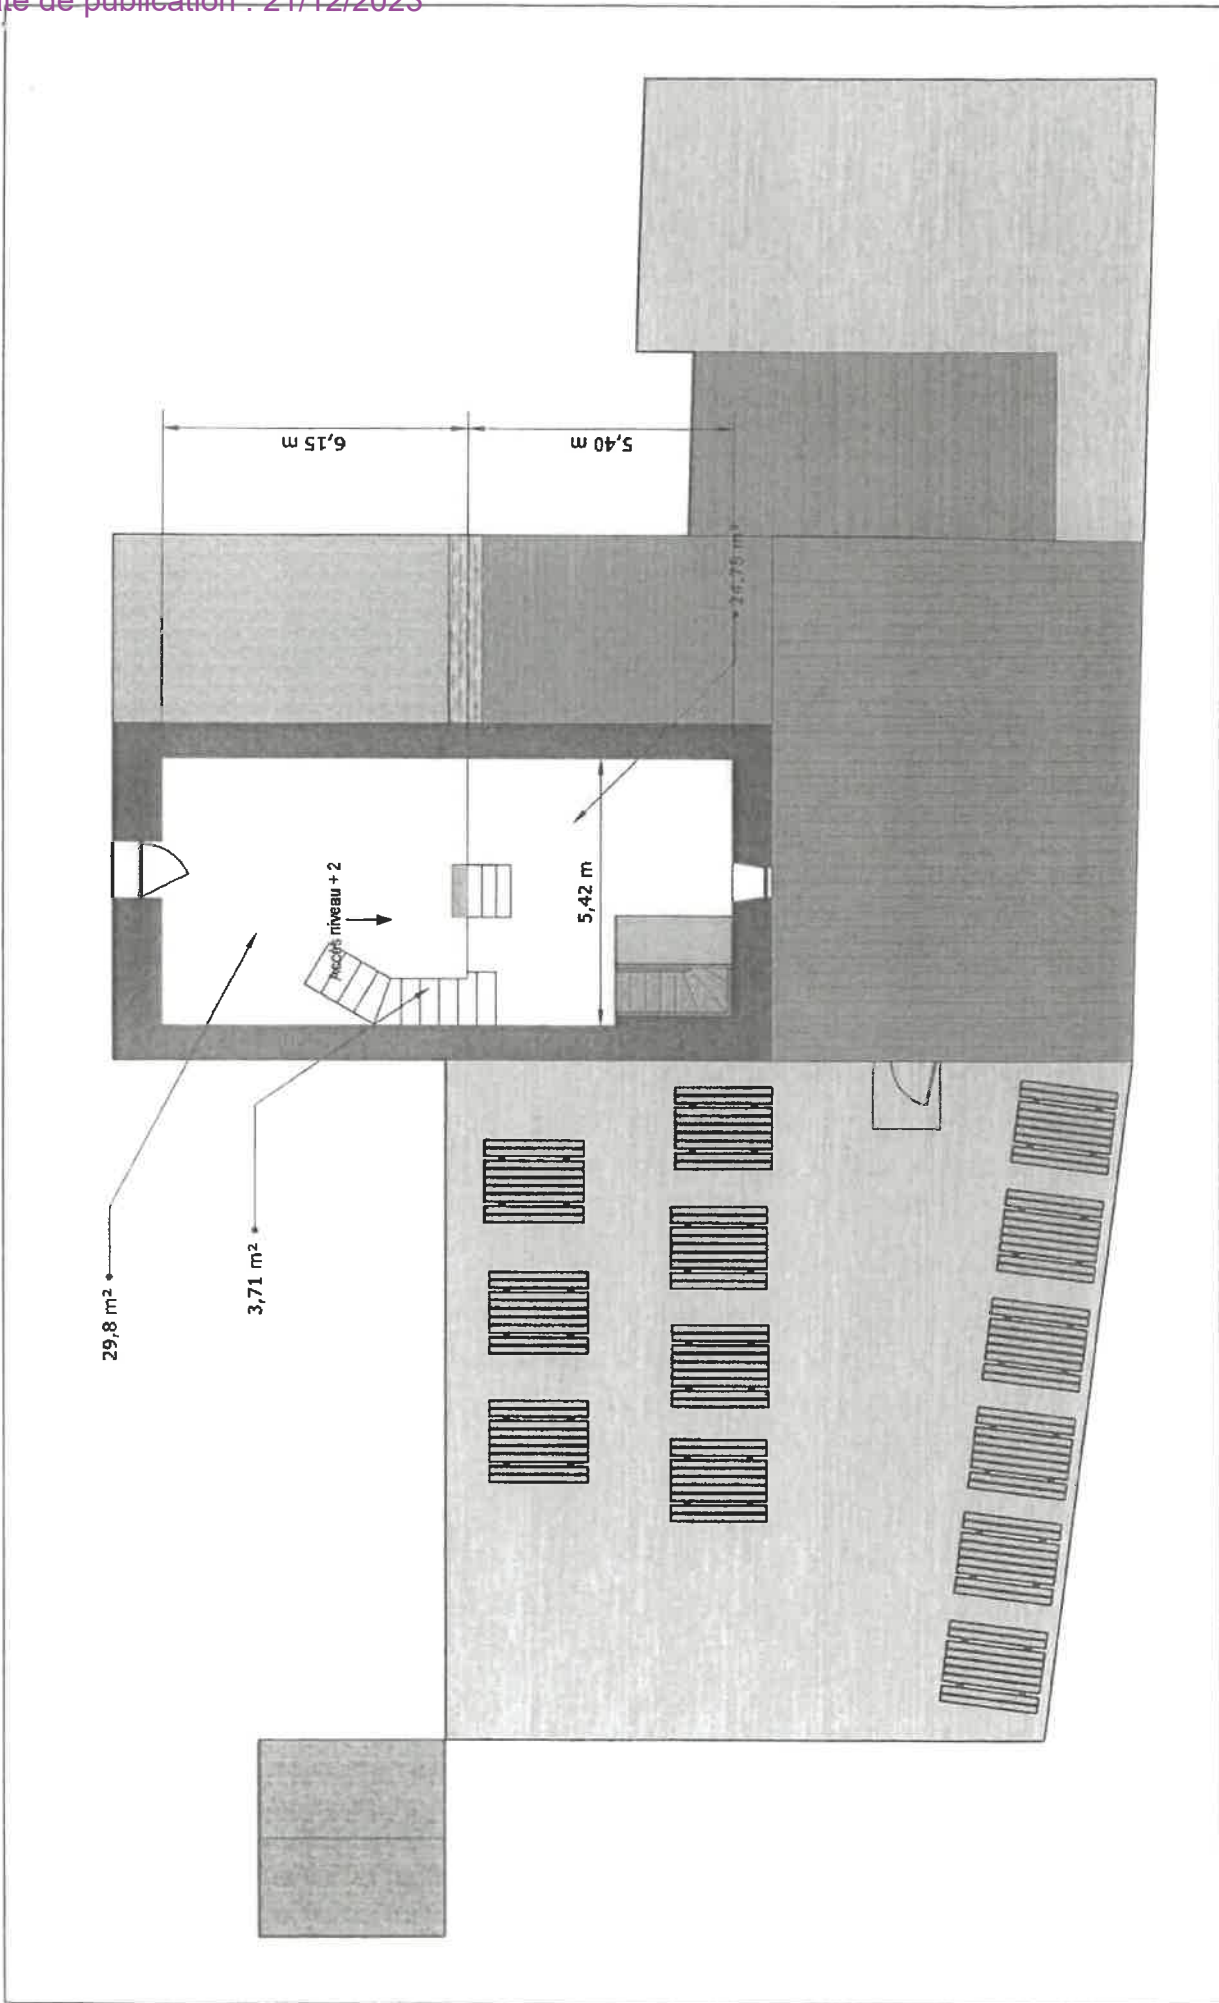 de publication : 21/12/2023
6,15 m
5,40 m
24,75 m²
Accès niveau + 2
5,42 m
29,8 m²
3,71 m²